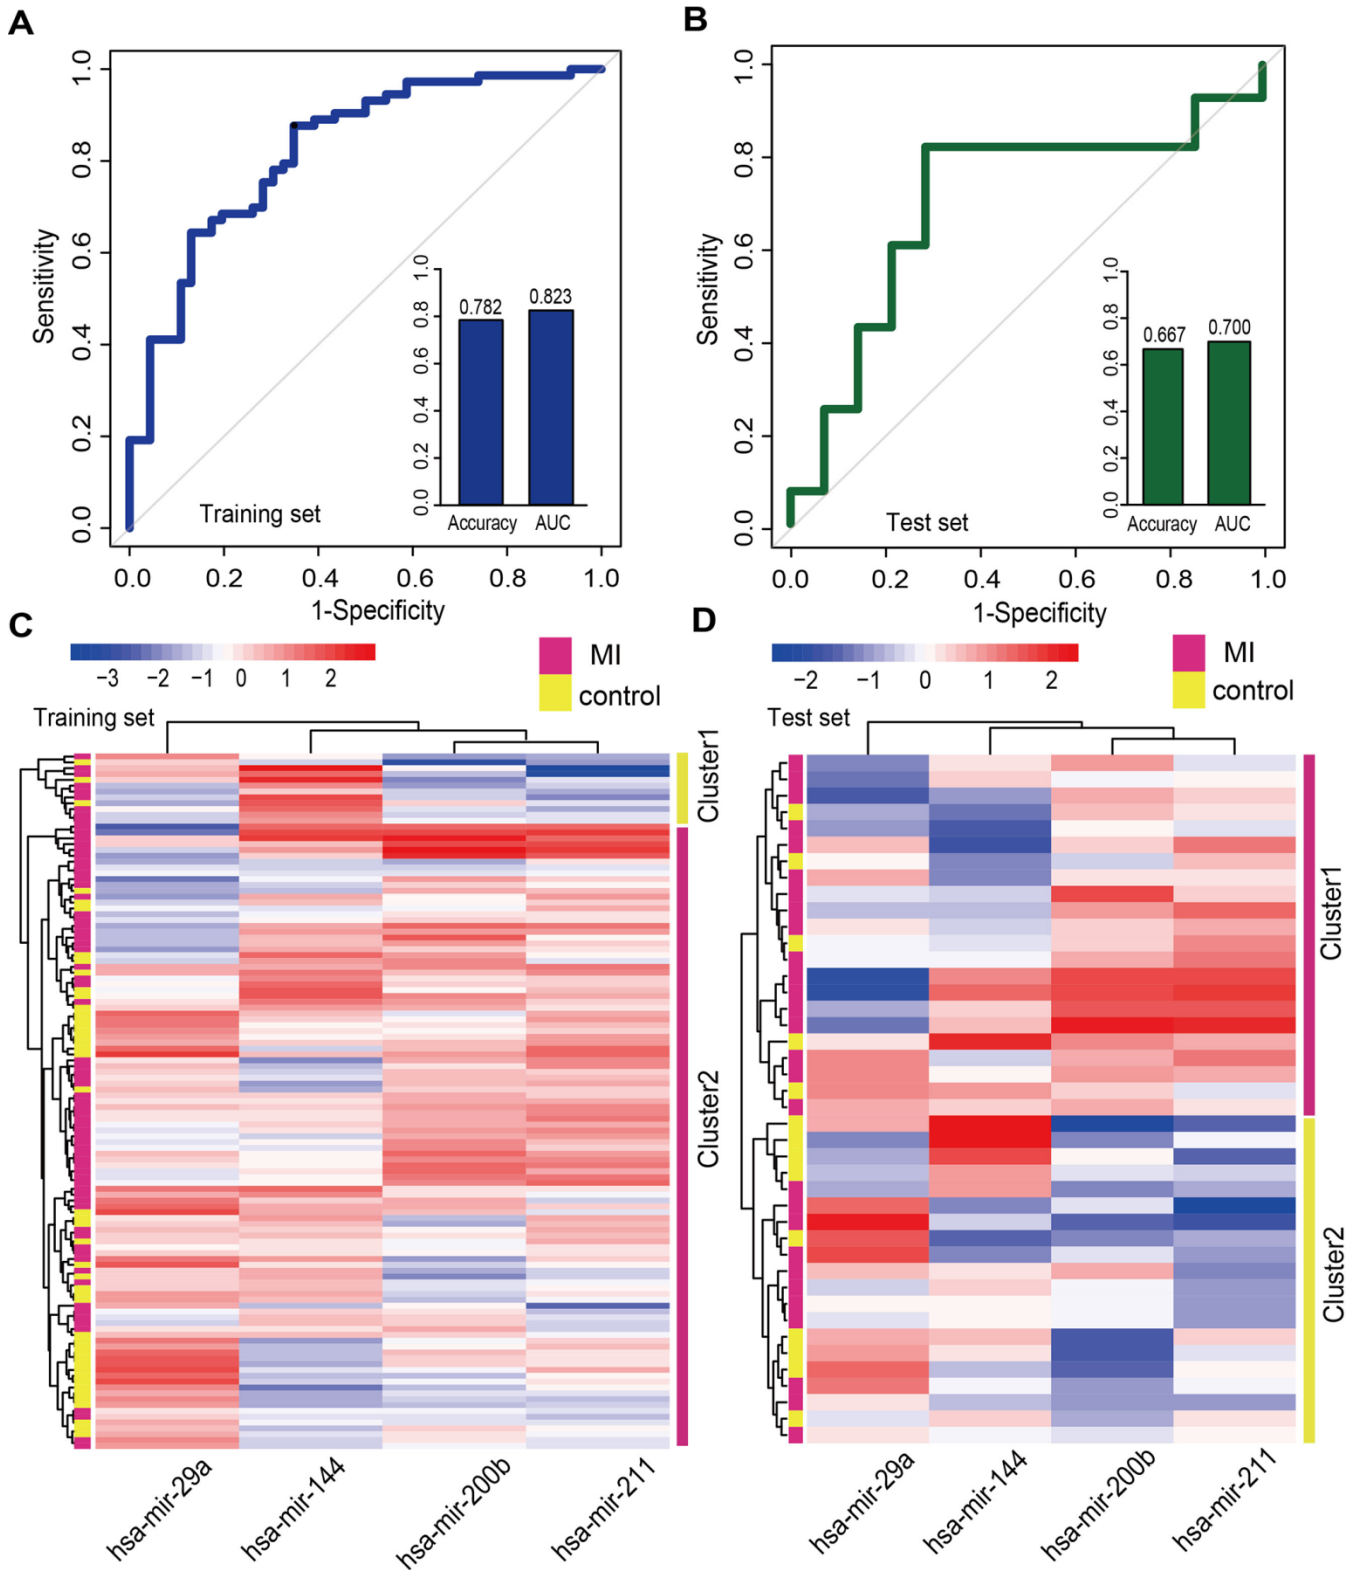 A
1.0
0.8
0.6
0.4
0.2
0.0
Sensitivity
0.0 0.2 0.4 0.6 0.8 1.0
1-Specificity
Training set
1.0
0.8
0.6
0.4
0.2
0.0
0.782 0.823
Accuracy AUC
B
1.0
0.8
0.6
0.4
0.2
0.0
Sensitivity
0.0 0.2 0.4 0.6 0.8 1.0
1-Specificity
Test set
1.0
0.8
0.6
0.4
0.2
0.0
0.667 0.700
Accuracy AUC
C
−3 −2 −1 0 1 2
MI
control
Training set
Cluster1
Cluster2
hsa-mir-29a
hsa-mir-144
hsa-mir-200b
hsa-mir-211
D
−2 −1 0 1 2
MI
control
Test set
Cluster1
Cluster2
hsa-mir-29a
hsa-mir-144
hsa-mir-200b
hsa-mir-211